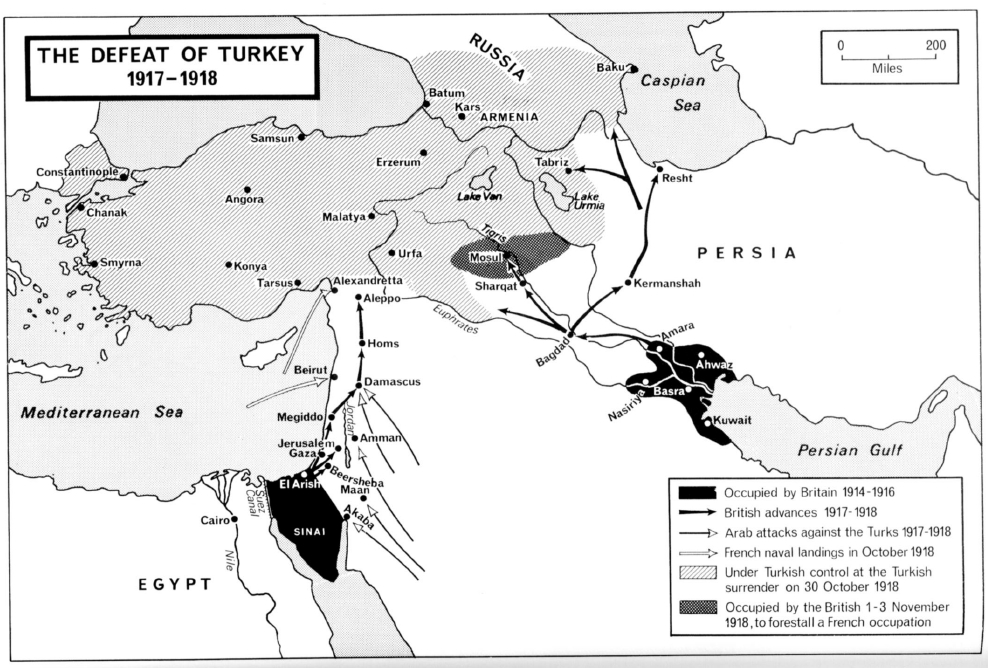 THE DEFEAT OF TURKEY
1917-1918
RUSSIA
0 200
Miles
Baku
Caspian
Sea
Batum
Kars
ARMENIA
Samsun
Erzerum
Tabriz
Resht
Constantinople
Angora
Lake Van
Lake
Urmia
Chanak
Malatya
Tigris
PERSIA
Smyrna
Konya
Urfa
Mosul
Tarsus
Alexandretta
Aleppo
Sharqat
Kermanshah
Euphrates
Homs
Bagdad
Amara
Beirut
Damascus
Ahwaz
Nasiriya
Basra
Mediterranean Sea
Megiddo
Jordan
Kuwait
Jerusalem
Amman
Gaza
Persian Gulf
El Arish
Beersheba
Maan
Suez
Canal
Akaba
Cairo
SINAI
Nile
EGYPT
Occupied by Britain 1914-1916
British advances 1917-1918
Arab attacks against the Turks 1917-1918
French naval landings in October 1918
Under Turkish control at the Turkish
surrender on 30 October 1918
Occupied by the British 1-3 November
1918, to forestall a French occupation